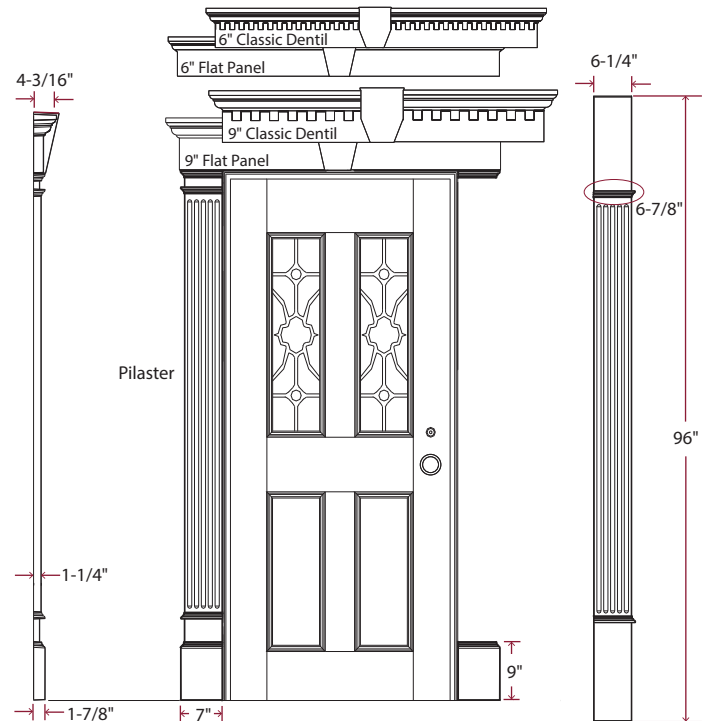 6" Classic Dentil
6" Flat Panel
4-3/16"
6-1/4"
9" Classic Dentil
9" Flat Panel
6-7/8"
Pilaster
96"
1-1/4"
9"
1-7/8"
7"